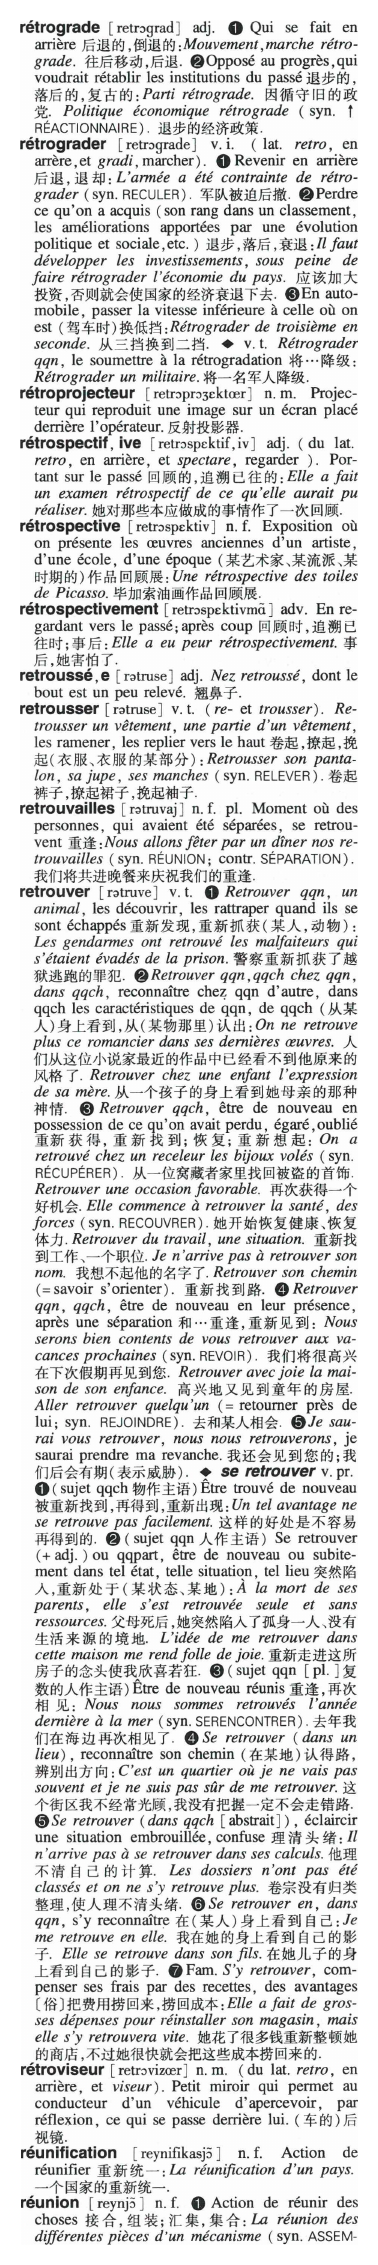 rétrograde [retrɔgrad] adj. ❶ Qui se fait en
arrière 后退的,倒退的:Mouvement,marche rétro-
grade. 往后移动,后退. ❷Opposé au progrès,qui
voudrait rétablir les institutions du passé 退步的,
落后的,复古的: Parti rétrograde. 因循守旧的政
党. Politique économique rétrograde ( syn. ↑
RÉACTIONNAIRE). 退步的经济政策.
rétrograder [retrɔgrade] v. i. ( lat. retro, en
arrère,et gradi, marcher). ❶ Revenir en arrière
后退,退却: L'armée a été contrainte de rétro-
grader (syn. RECULER). 军队被迫后撤. ❷Perdre
ce qu'on a acquis (son rang dans un classement,
les améliorations apportées par une évolution
politique et sociale,etc. ) 退步,落后,衰退:Il faut
développer les investissements, sous peine de
faire rétrograder l'économie du pays. 应该加大
投资,否则就会使国家的经济衰退下去. ❸En auto-
mobile, passer la vitesse inférieure à celle où on
est (驾车时)换低挡:Rétrograder de troisième en
seconde. 从三挡换到二挡. ◆ v. t. Rétrograder
qqn, le soumettre à la rétrogradation 将…降级:
Rétrograder un militaire. 将一名军人降级.
rétroprojecteur [retrɔprɔʒektœr] n. m. Projec-
teur qui reproduit une image sur un écran placé
derrière l'opérateur. 反射投影器.
rétrospectif, ive [retrɔspɛktif,iv] adj. ( du lat.
retro, en arrière, et spectare, regarder ). Por-
tant sur le passé 回顾的,追溯已往的: Elle a fait
un examen rétrospectif de ce qu'elle aurait pu
réaliser. 她对那些本应做成的事情作了一次回顾.
rétrospective [retrɔspɛktiv] n. f. Exposition où
on présente les œuvres anciennes d'un artiste,
d'une école, d'une époque (某艺术家、某流派、某
时期的)作品回顾展: Une rétrospective des toiles
de Picasso. 毕加索油画作品回顾展.
rétrospectivement [retrɔspɛktivmã] adv. En re-
gardant vers le passé;après coup 回顾时,追溯已
往时;事后: Elle a eu peur rétrospectivement. 事
后,她害怕了.
retroussé,e [rətruse] adj. Nez retroussé, dont le
bout est un peu relevé. 翘鼻子.
retrousser [rətruse] v. t. (re- et trousser). Re-
trousser un vêtement, une partie d'un vêtement,
les ramener, les replier vers le haut 卷起,撩起,挽
起(衣服、衣服的某部分): Retrousser son panta-
lon, sa jupe, ses manches (syn. RELEVER). 卷起
裤子,撩起裙子,挽起袖子.
retrouvailles [rətruvaj] n. f. pl. Moment où des
personnes, qui avaient été séparées, se retrou-
vent 重逢:Nous allons fêter par un dîner nos re-
trouvailles (syn. RÉUNION; contr. SÉPARATION).
我们将共进晚餐来庆祝我们的重逢.
retrouver [rətruve] v. t. ❶ Retrouver qqn, un
animal, les découvrir, les rattraper quand ils se
sont échappés 重新发现,重新抓获(某人,动物):
Les gendarmes ont retrouvé les malfaiteurs qui
s'étaient évadés de la prison. 警察重新抓获了越
狱逃跑的罪犯. ❷Retrouver qqn,qqch chez qqn,
dans qqch, reconnaître chez qqn d'autre, dans
qqch les caractéristiques de qqn, de qqch (从某
人)身上看到,从(某物那里)认出: On ne retrouve
plus ce romancier dans ses dernières œuvres. 人
们从这位小说家最近的作品中已经看不到他原来的
风格了. Retrouver chez une enfant l'expression
de sa mère. 从一个孩子的身上看到她母亲的那种
神情. ❸ Retrouver qqch, être de nouveau en
possession de ce qu'on avait perdu, égaré,oublié
重新获得, 重新找到; 恢复; 重新想起: On a
retrouvé chez un receleur les bijoux volés (syn.
RÉCUPÉRER). 从一位窝藏者家里找回被盗的首饰.
Retrouver une occasion favorable. 再次获得一个
好机会. Elle commence à retrouver la santé, des
forces (syn. RECOUVRER). 她开始恢复健康、恢复
体力. Retrouver du travail, une situation. 重新找
到工作、一个职位. Je n'arrive pas à retrouver son
nom. 我想不起他的名字了. Retrouver son chemin
(=savoir s'orienter). 重新找到路. ❹ Retrouver
qqn, qqch, être de nouveau en leur présence,
après une séparation 和…重逢,重新见到: Nous
serons bien contents de vous retrouver aux va-
cances prochaines (syn. REVOIR). 我们将很高兴
在下次假期再见到您. Retrouver avec joie la mai-
son de son enfance. 高兴地又见到童年的房屋.
Aller retrouver quelqu'un (= retourner près de
lui; syn. REJOINDRE). 去和某人相会. ❺Je sau-
rai vous retrouver, nous nous retrouverons, je
saurai prendre ma revanche. 我还会见到您的;我
们后会有期(表示威胁). ◆ se retrouver v. pr.
❶(sujet qqch 物作主语)Être trouvé de nouveau
被重新找到,再得到,重新出现:Un tel avantage ne
se retrouve pas facilement. 这样的好处是不容易
再得到的. ❷ (sujet qqn 人作主语) Se retrouver
(+ adj. ) ou qqpart, être de nouveau ou subite-
ment dans tel état, telle situation, tel lieu 突然陷
入,重新处于(某状态、某地): À la mort de ses
parents, elle s'est retrouvée seule et sans
ressources. 父母死后,她突然陷入了孤身一人、没有
生活来源的境地. L'idée de me retrouver dans
cette maison me rend folle de joie. 重新走进这所
房子的念头使我欣喜若狂. ❸(sujet qqn [pl. ]复
数的人作主语)Être de nouveau réunis 重逢,再次
相见: Nous nous sommes retrouvés l'année
dernière à la mer (syn. SERENCONTRER). 去年我
们在海边再次相见了. ❹ Se retrouver (dans un
lieu), reconnaître son chemin (在某地)认得路,
辨别出方向: C'est un quartier où je ne vais pas
souvent et je ne suis pas sûr de me retrouver. 这
个街区我不经常光顾,我没有把握一定不会走错路.
❺Se retrouver (dans qqch [abstrait]), éclaircir
une situation embrouillée, confuse 理清头绪: Il
n'arrive pas à se retrouver dans ses calculs. 他理
不清自己的计算. Les dossiers n'ont pas été
classés et on ne s'y retrouve plus. 卷宗没有归类
整理,使人理不清头绪. ❻Se retrouver en, dans
qqn, s'y reconnaître 在(某人)身上看到自己:Je
me retrouve en elle. 我在她的身上看到自己的影
子. Elle se retrouve dans son fils. 在她儿子的身
上看到自己的影子. ❼Fam. S'y retrouver, com-
penser ses frais par des recettes, des avantages
〔俗〕把费用捞回来,捞回成本:Elle a fait de gros-
ses dépenses pour réinstaller son magasin, mais
elle s'y retrouvera vite. 她花了很多钱重新整顿她
的商店,不过她很快就会把这些成本捞回来的.
rétroviseur [retrɔvizœr] n. m. (du lat. retro, en
arrière, et viseur). Petit miroir qui permet au
conducteur d'un véhicule d'apercevoir, par
réflexion, ce qui se passe derrière lui. (车的)后
视镜.
réunification [reynifikasjɔ̃] n. f. Action de
réunifier 重新统一: La réunification d'un pays.
一个国家的重新统一.
réunion [reynjɔ̃] n. f. ❶ Action de réunir des
choses 接合,组装;汇集,集合: La réunion des
différentes pièces d'un mécanisme (syn. ASSEM-